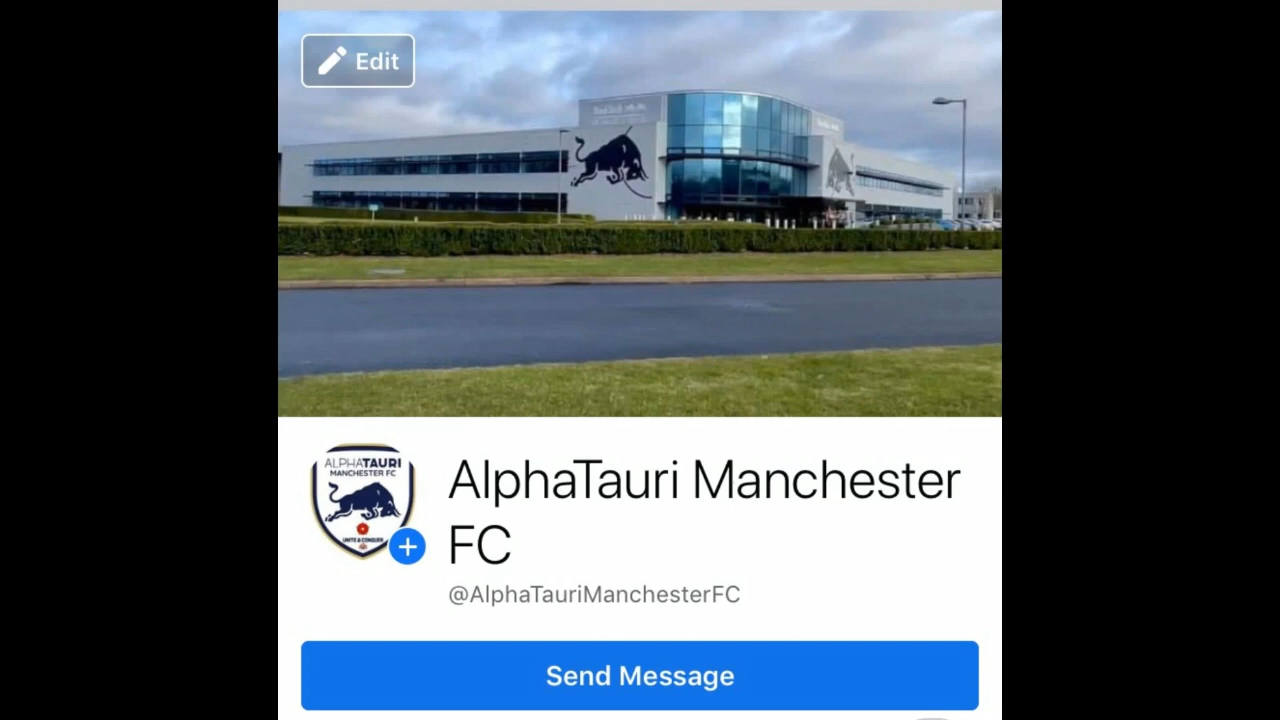 Edit
ALPHATAURI
MANCHESTER FC
UNITE & CONQUER
AlphaTauri Manchester
FC
@AlphaTauriManchesterFC
Send Message